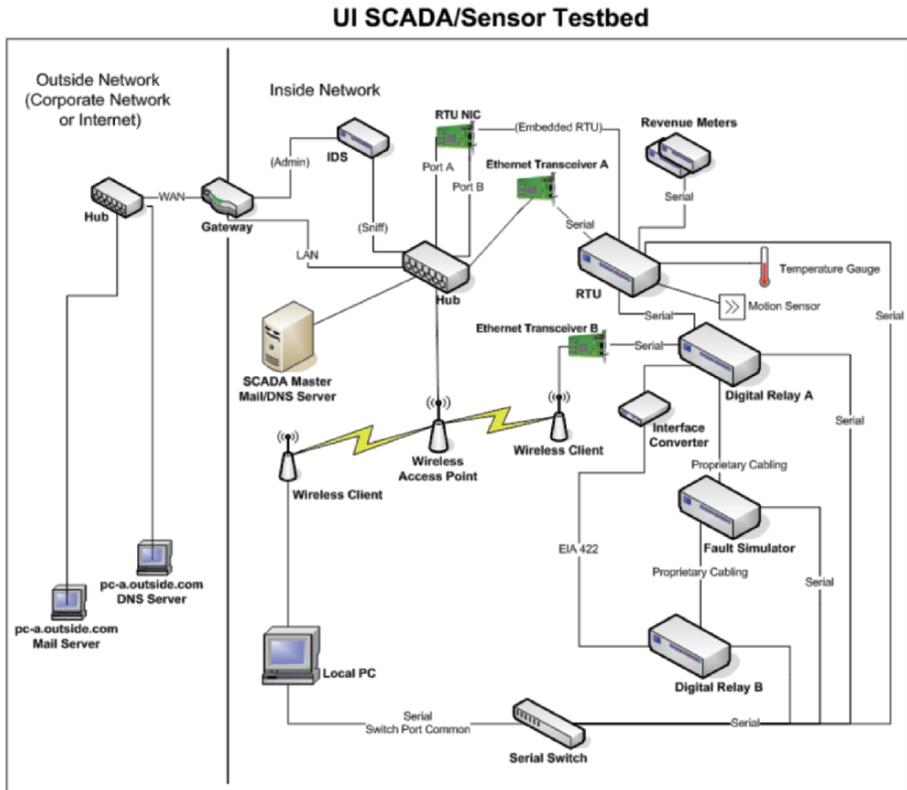 UI SCADA/Sensor Testbed
Outside Network
(Corporate Network
or Internet)
Inside Network
RTU NIC
(Embedded RTU)
Revenue Meters
IDS
(Admin)
Port A
Port B
Ethernet Transceiver A
Serial
Hub
WAN
Gateway
(Sniff)
LAN
Serial
Hub
RTU
Temperature Gauge
Motion Sensor
Serial
Serial
SCADA Master
Mail/DNS Server
Ethernet Transceiver B
Serial
Digital Relay A
Interface
Converter
Serial
Wireless Client
Wireless
Access Point
Wireless Client
Proprietary Cabling
EIA 422
Fault Simulator
Proprietary Cabling
Serial
pc-a.outside.com
DNS Server
pc-a.outside.com
Mail Server
Local PC
Digital Relay B
Serial
Switch Port Common
Serial
Serial Switch